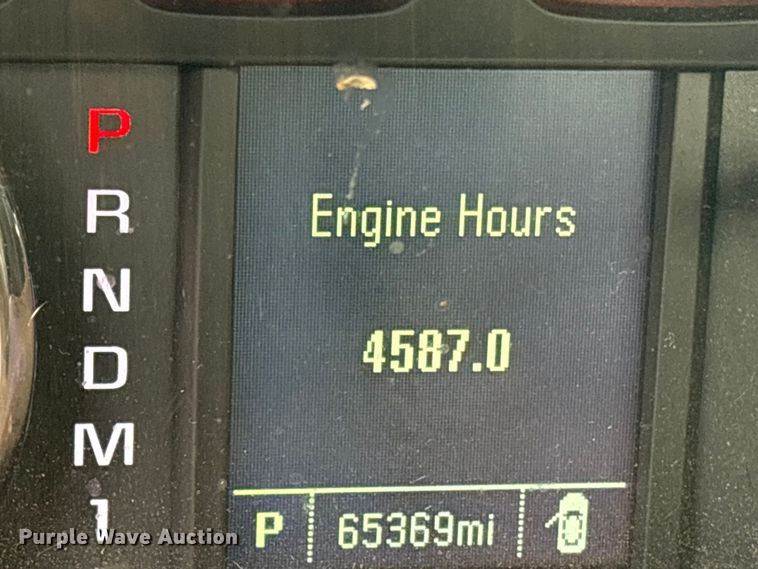 P
R
N
D
M
1
Engine Hours
4587.0
P 65369mi
Purple Wave Auction